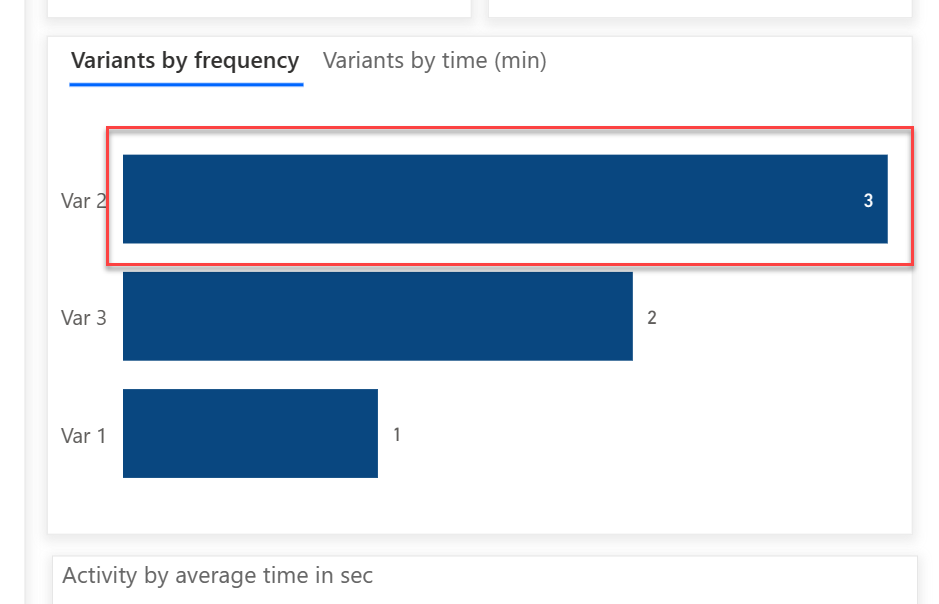 Variants by frequency Variants by time (min)
Var 2 3
Var 3 2
Var 1 1
Activity by average time in sec